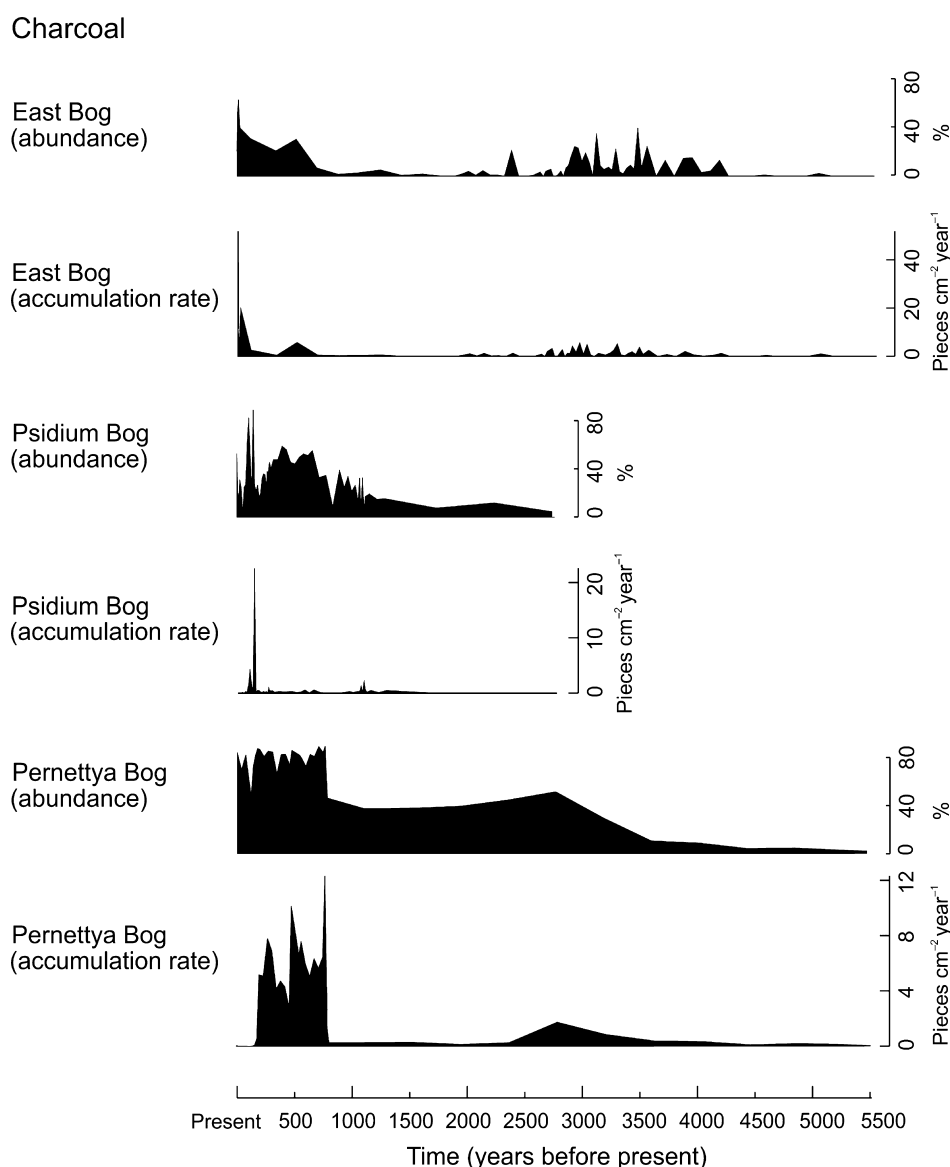 Charcoal
East Bog
(abundance)
0 40 80
%
East Bog
(accumulation rate)
0 20 40
Pieces cm⁻² year⁻¹
Psidium Bog
(abundance)
0 40 80
%
Psidium Bog
(accumulation rate)
0 10 20
Pieces cm⁻² year⁻¹
Pernettya Bog
(abundance)
0 40 80
%
Pernettya Bog
(accumulation rate)
0 4 8 12
Pieces cm⁻² year⁻¹
Present 500 1000 1500 2000 2500 3000 3500 4000 4500 5000 5500
Time (years before present)